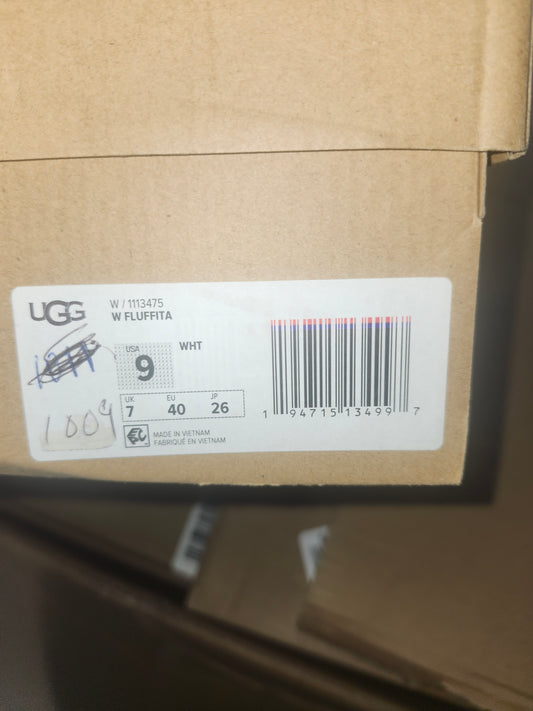 UGG
W / 1113475
W FLUFFITA
USA
9
WHT
UK EU JP
7 40 26
MADE IN VIETNAM
FABRIQUÉ EN VIETNAM
1 94715 13499 7
1009